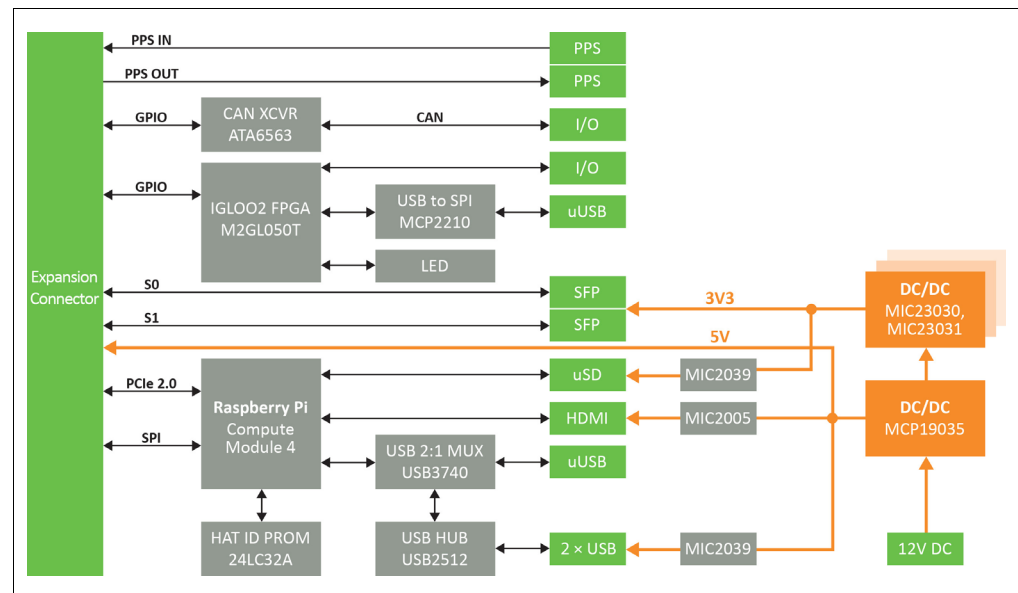 PPS IN
PPS
PPS OUT
PPS
GPIO
CAN XCVR
ATA6563
CAN
I/O
I/O
GPIO
IGLOO2 FPGA
M2GL050T
USB to SPI
MCP2210
uUSB
LED
Expansion
Connector
S0
SFP
3V3
DC/DC
MIC23030,
MIC23031
S1
SFP
5V
PCIe 2.0
Raspberry Pi
Compute
Module 4
uSD
MIC2039
HDMI
MIC2005
DC/DC
MCP19035
SPI
USB 2:1 MUX
USB3740
uUSB
HAT ID PROM
24LC32A
USB HUB
USB2512
2 × USB
MIC2039
12V DC